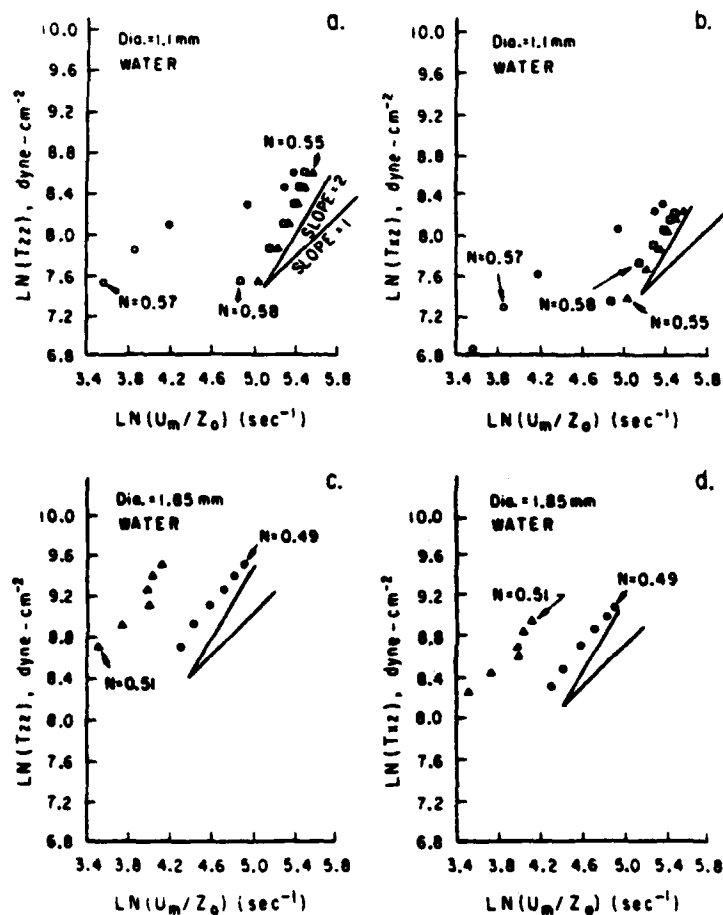 a.
Dia.=1.1mm
WATER
LN(Tzz), dyne-cm⁻²
10.0
9.6
9.2
8.8
8.4
8.0
7.6
7.2
6.8
N=0.55
SLOPE=2
SLOPE=1
N=0.57
N=0.58
3.4 4.0 4.6 5.2 5.4 5.8
LN(Um/Zo) (sec⁻¹)
b.
Dia.=1.1mm
WATER
LN(Txz), dyne-cm⁻²
10.0
9.6
9.2
8.8
8.4
8.0
7.6
7.2
6.8
N=0.57
N=0.58
N=0.55
3.4 4.0 4.6 5.0 5.4 5.8
LN(Um/Zo) (sec⁻¹)
c.
Dia.=1.85mm
WATER
LN(Tzz), dyne-cm⁻²
10.0
9.6
9.2
8.8
8.4
8.0
7.6
7.2
6.8
N=0.49
N=0.51
3.4 3.8 4.2 4.6 5.0 5.4 5.8
LN(Um/Zo) (sec⁻¹)
d.
Dia.=1.85mm
WATER
LN(Txz), dyne-cm⁻²
10.0
9.6
9.2
8.8
8.4
8.0
7.6
7.2
6.8
N=0.51
N=0.49
3.4 3.8 4.2 4.6 5.0 5.4 5.8
LN(Um/Zo) (sec⁻¹)